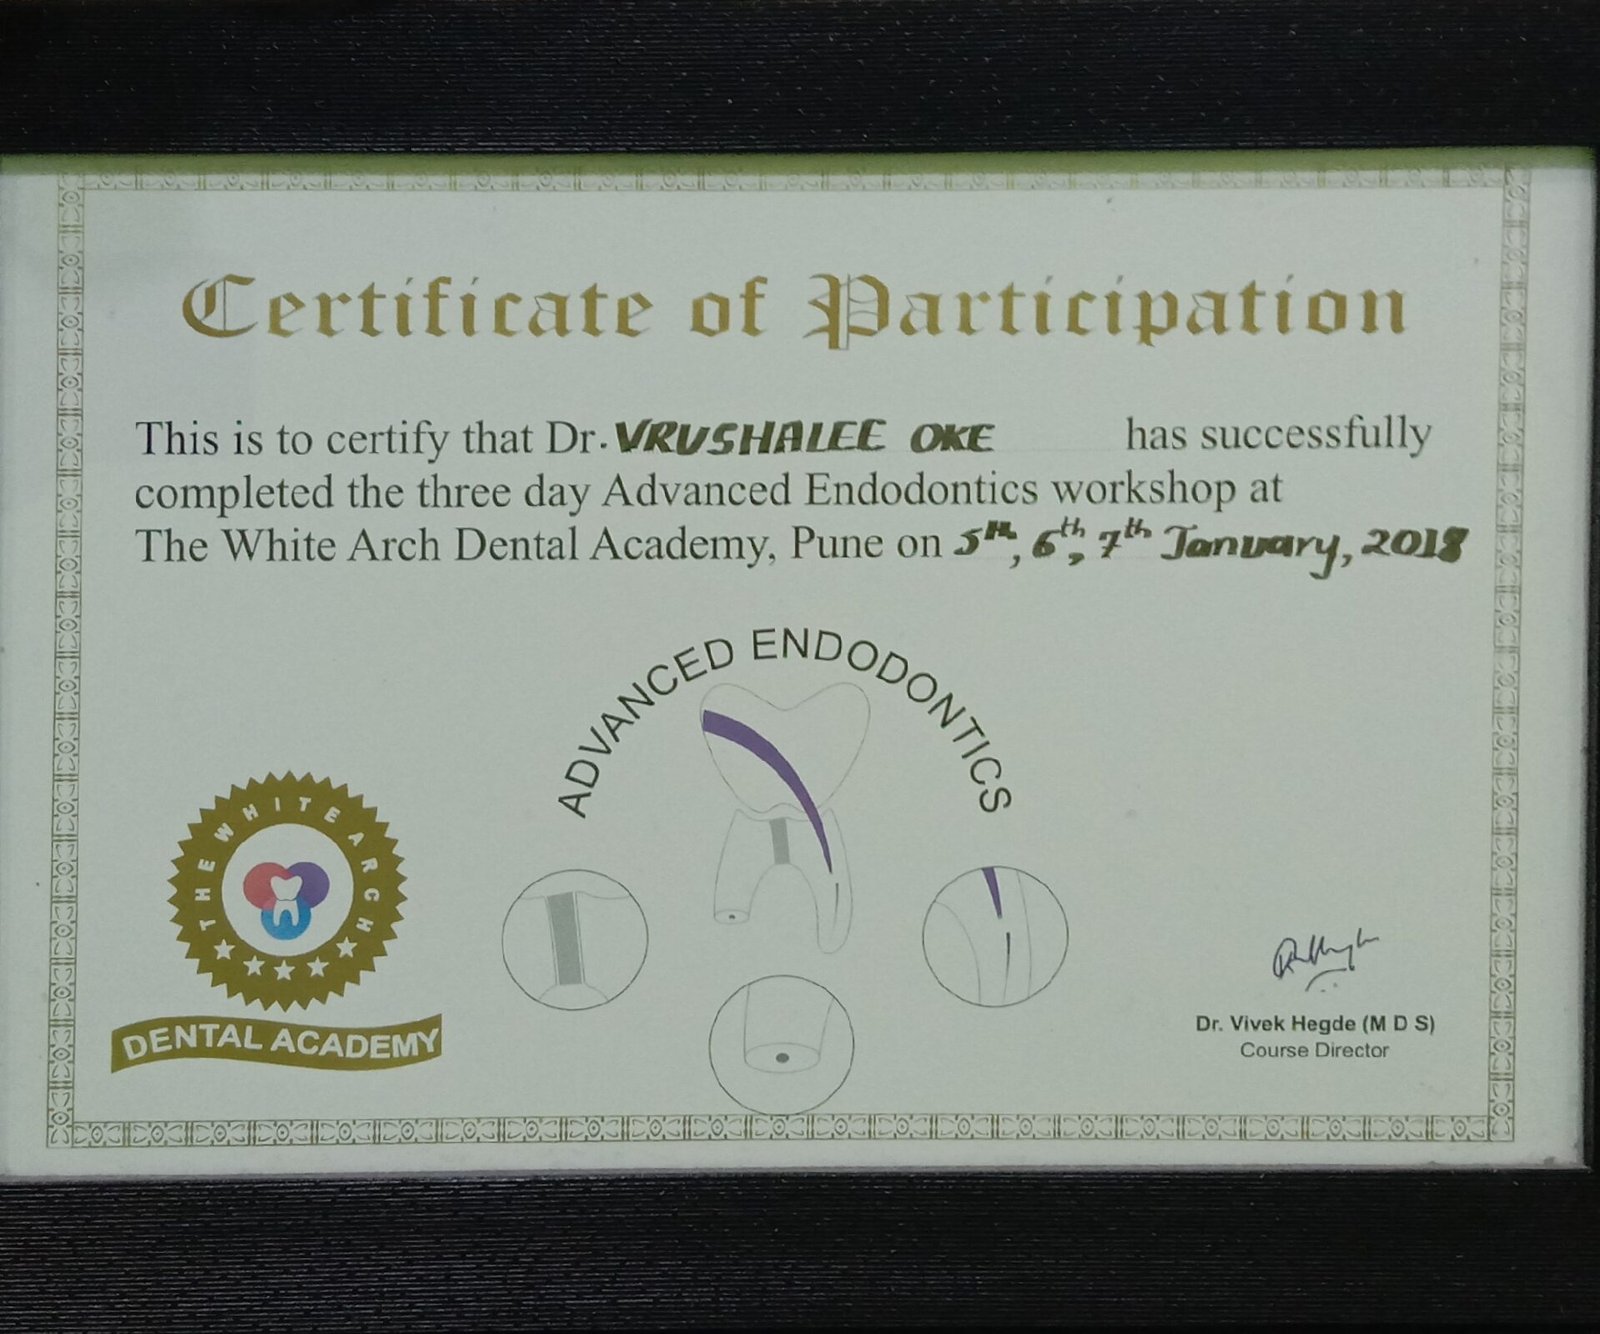 Certificate of Participation
This is to certify that Dr. VRUSHALEE OKE has successfully
completed the three day Advanced Endodontics workshop at
The White Arch Dental Academy, Pune on 5th, 6th, 7th January, 2018
ADVANCED ENDODONTICS
THE WHITE ARCH
DENTAL ACADEMY
Dr. Vivek Hegde (M D S)
Course Director